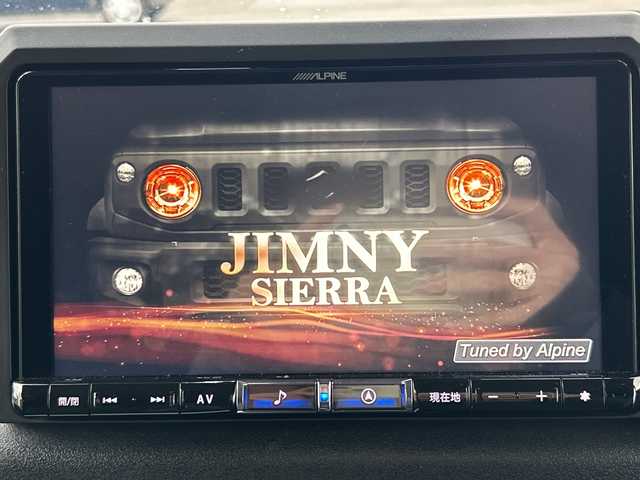 ALPINE
JIMNY
SIERRA
Tuned by Alpine
開/閉 AV 現在地 − +